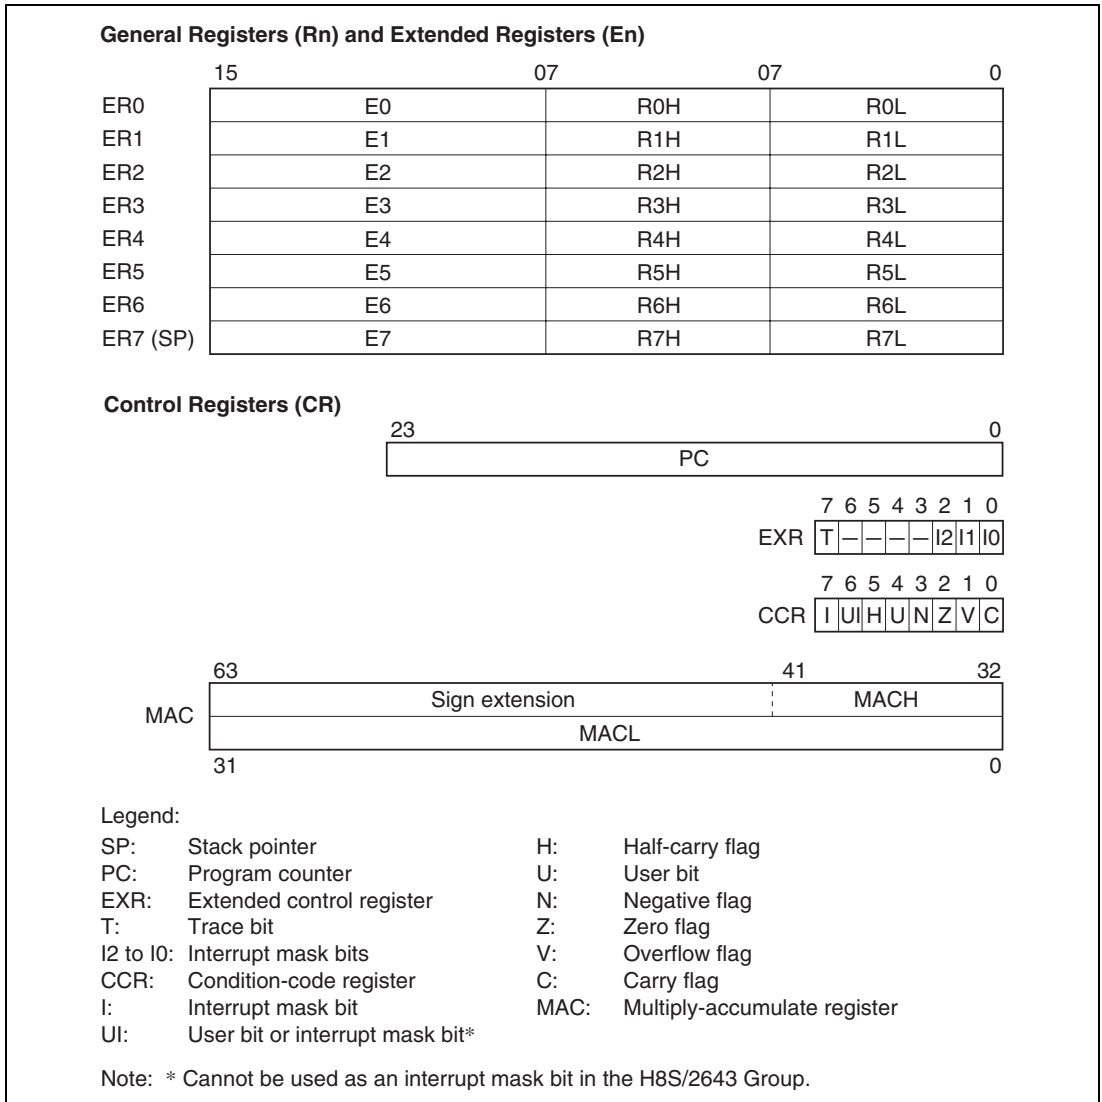 General Registers (Rn) and Extended Registers (En)
15 07 07 0
ER0 E0 R0H R0L
ER1 E1 R1H R1L
ER2 E2 R2H R2L
ER3 E3 R3H R3L
ER4 E4 R4H R4L
ER5 E5 R5H R5L
ER6 E6 R6H R6L
ER7 (SP) E7 R7H R7L
Control Registers (CR)
23 0
PC
7 6 5 4 3 2 1 0
EXR T — — — — I2 I1 I0
7 6 5 4 3 2 1 0
CCR I UI H U N Z V C
63 41 32
MAC Sign extension MACH
MACL
31 0
Legend:
SP: Stack pointer H: Half-carry flag
PC: Program counter U: User bit
EXR: Extended control register N: Negative flag
T: Trace bit Z: Zero flag
I2 to I0: Interrupt mask bits V: Overflow flag
CCR: Condition-code register C: Carry flag
I: Interrupt mask bit MAC: Multiply-accumulate register
UI: User bit or interrupt mask bit*
Note: * Cannot be used as an interrupt mask bit in the H8S/2643 Group.